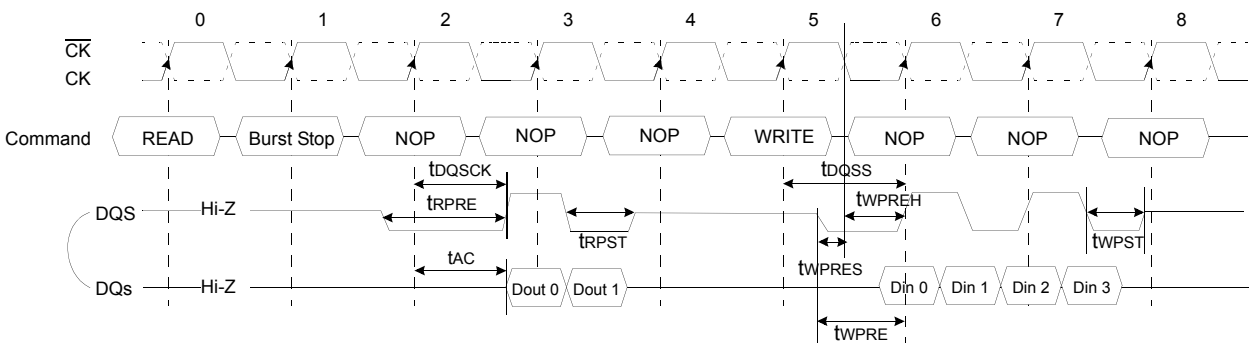 0 1 2 3 4 5 6 7 8
CK
CK
Command READ Burst Stop NOP NOP NOP WRITE NOP NOP NOP
tDQSCK tDQSS
tRPRE tWPREH
DQS Hi-Z
tRPST tWPST
tAC tWPRES
DQs Hi-Z Dout 0 Dout 1 Din 0 Din 1 Din 2 Din 3
tWPRE